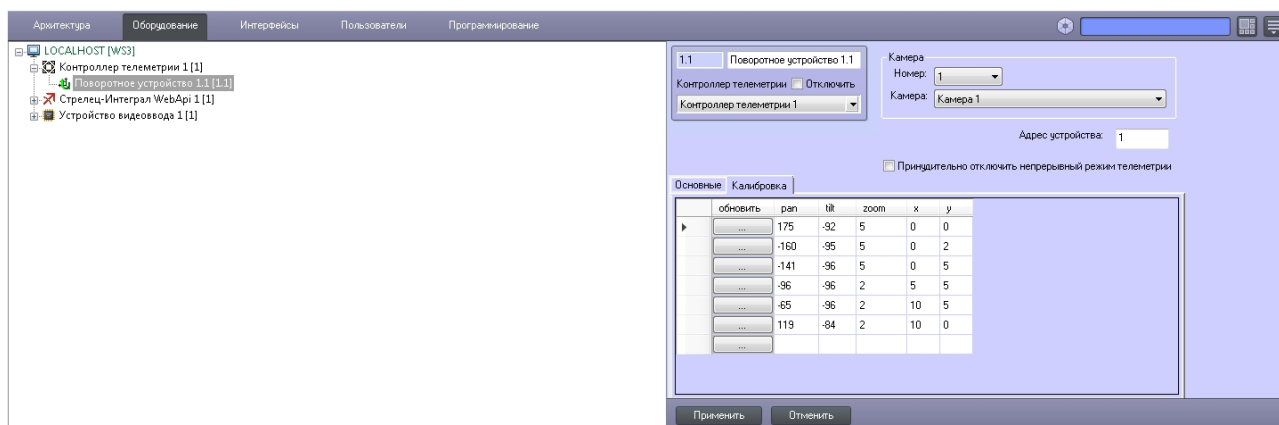 Архитектура Оборудование Интерфейсы Пользователи Программирование
LOCALHOST [WS3]
Контроллер телеметрии 1 [1]
Поворотное устройство 1.1 [1.1]
Стрелец-Интеграл WebApi 1 [1]
Устройство видеоввода 1 [1]
1.1 Поворотное устройство 1.1
Контроллер телеметрии Отключить
Контроллер телеметрии 1
Камера
Номер: 1
Камера: Камера 1
Адрес устройства: 1
Принудительно отключить непрерывный режим телеметрии
Основные Калибровка
обновить pan tilt zoom x y
... 175 -92 5 0 0
... -160 -95 5 0 2
... -141 -96 5 0 5
... -96 -96 2 5 5
... -65 -96 2 10 5
... 119 -84 2 10 0
...
Применить Отменить